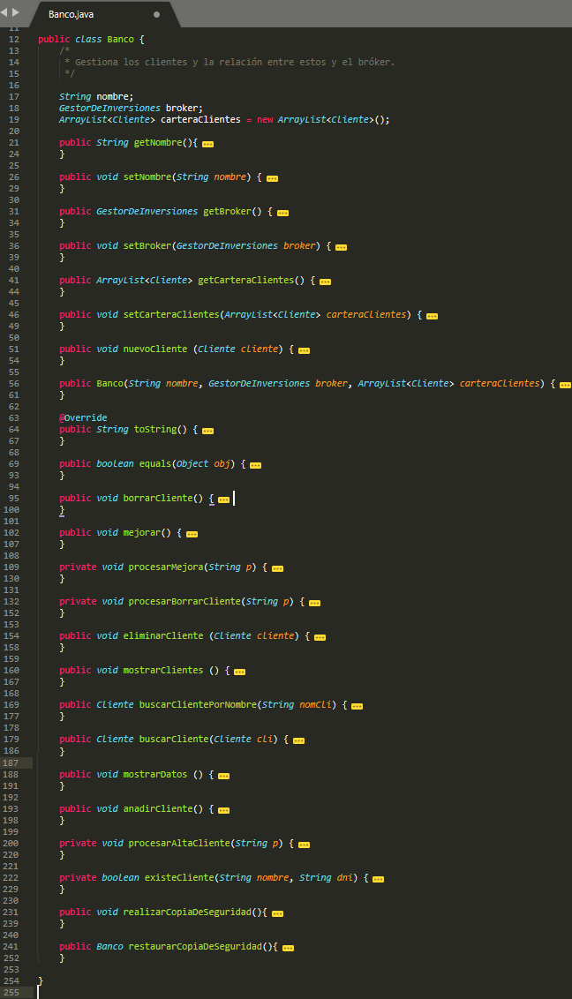 Banco.java
11
12 public class Banco {
13 /*
14 * Gestiona los clientes y la relación entre estos y el bróker.
15 */
16
17 String nombre;
18 GestorDeInversiones broker;
19 ArrayList<Cliente> carteraClientes = new ArrayList<Cliente>();
20
21 public String getNombre(){
24 }
25
26 public void setNombre(String nombre) {
29 }
30
31 public GestorDeInversiones getBroker() {
34 }
35
36 public void setBroker(GestorDeInversiones broker) {
39 }
40
41 public ArrayList<Cliente> getCarteraClientes() {
44 }
45
46 public void setCarteraClientes(ArrayList<Cliente> carteraClientes) {
49 }
50
51 public void nuevoCliente (Cliente cliente) {
54 }
55
56 public Banco(String nombre, GestorDeInversiones broker, ArrayList<Cliente> carteraClientes) {
61 }
62
63 @Override
64 public String toString() {
67 }
68
69 public boolean equals(Object obj) {
93 }
94
95 public void borrarCliente() {
100 }
101
102 public void mejorar() {
107 }
108
109 private void procesarMejora(String p) {
130 }
131
132 private void procesarBorrarCliente(String p) {
152 }
153
154 public void eliminarCliente (Cliente cliente) {
158 }
159
160 public void mostrarClientes () {
167 }
168
169 public Cliente buscarClientePorNombre(String nomCli) {
177 }
178
179 public Cliente buscarCliente(Cliente cli) {
186 }
187
188 public void mostrarDatos () {
191 }
192
193 public void anadirCliente() {
198 }
199
200 private void procesarAltaCliente(String p) {
220 }
221
222 private boolean existeCliente(String nombre, String dni) {
229 }
230
231 public void realizarCopiaDeSeguridad(){
239 }
240
241 public Banco restaurarCopiaDeSeguridad(){
252 }
253
254 }
255